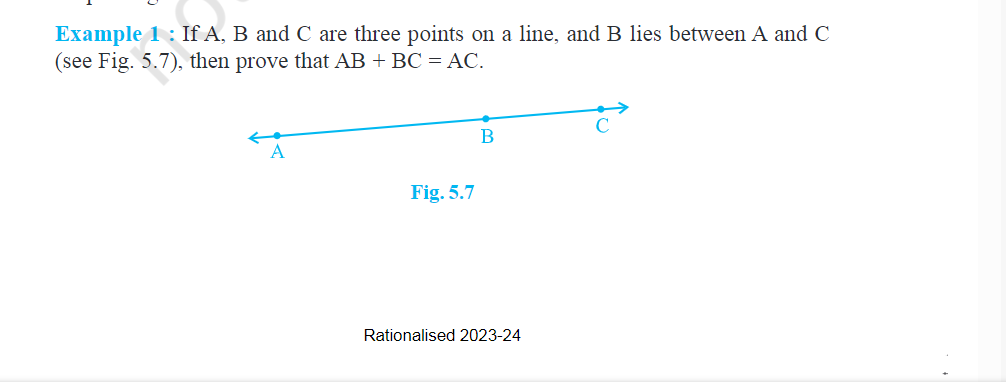 Example 1 : If A, B and C are three points on a line, and B lies between A and C
(see Fig. 5.7), then prove that AB + BC = AC.
A
B
C
Fig. 5.7
Rationalised 2023-24